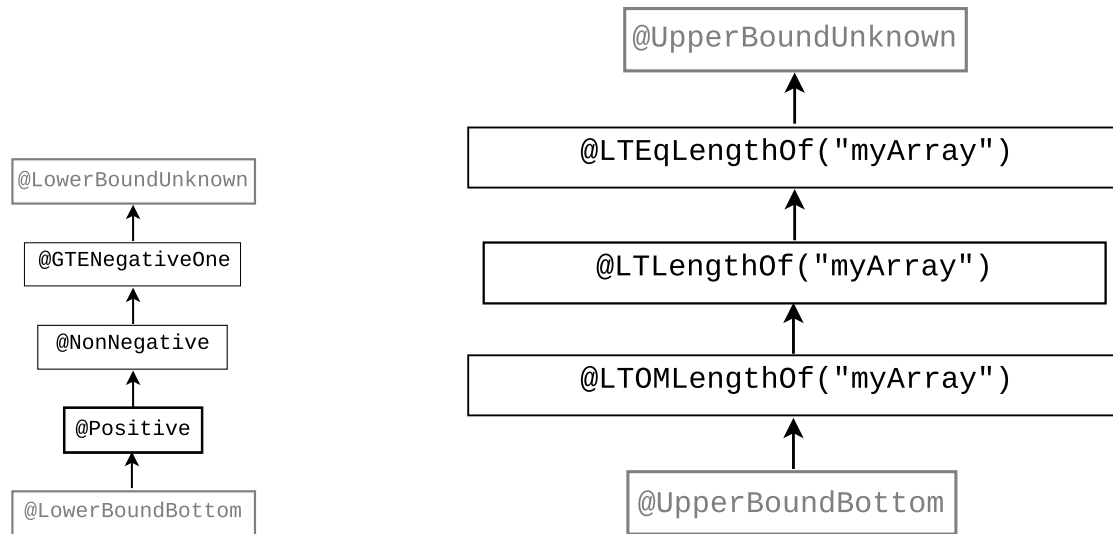 @LowerBoundUnknown
@GTENegativeOne
@NonNegative
@Positive
@LowerBoundBottom
@UpperBoundUnknown
@LTEqLengthOf("myArray")
@LTLengthOf("myArray")
@LTOMLengthOf("myArray")
@UpperBoundBottom